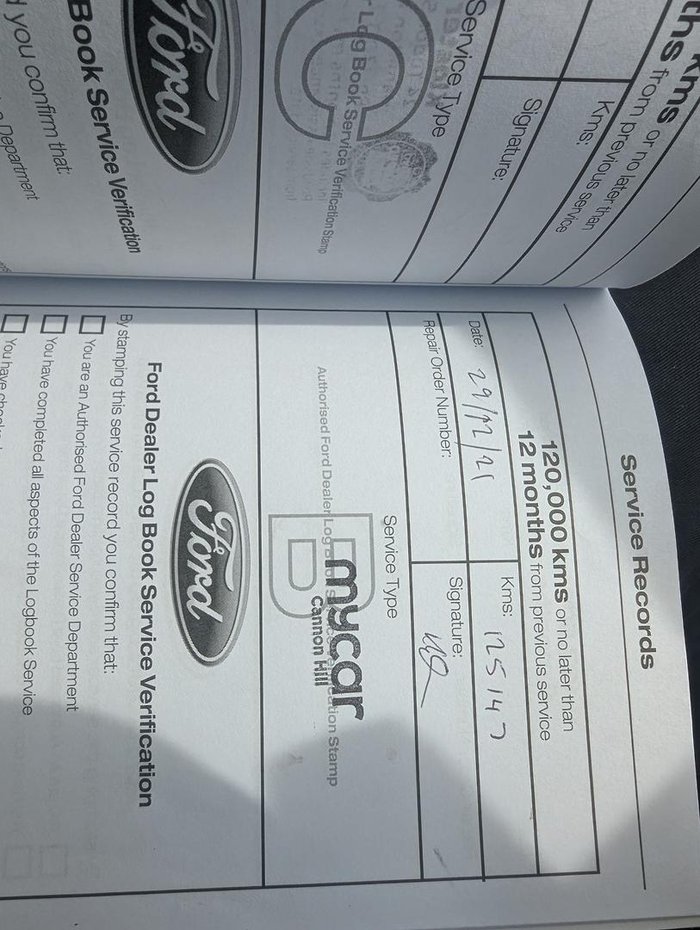 ths kms or no later than
from previous service
Kms:
Signature:
Service Type
Log Book Service Verification Stamp
C
Ford
Book Service Verification
you confirm that:
Department
Service Records
120,000 kms or no later than
12 months from previous service
Date: 29/12/21
Kms: 125147
Repair Order Number:
Signature:
Service Type
B
mycar
Cannon Hill
Authorised Ford Dealer Log Stamp
Ford
Ford Dealer Log Book Service Verification
By stamping this service record you confirm that:
You are an Authorised Ford Dealer Service Department
You have completed all aspects of the Logbook Service
You have